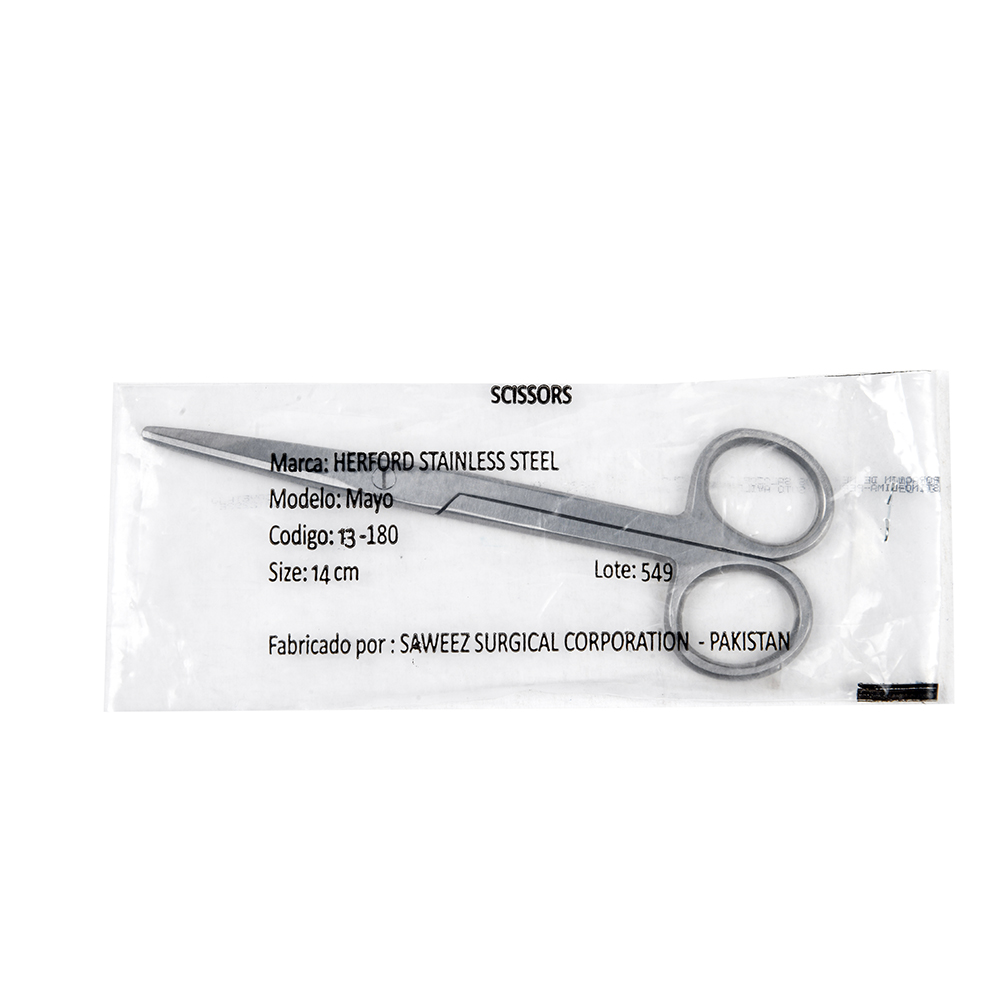 SCISSORS
Marca: HERFORD STAINLESS STEEL
Modelo: Mayo
Codigo: 13-180
Size: 14 cm
Lote: 549
Fabricado por : SAWEEZ SURGICAL CORPORATION - PAKISTAN